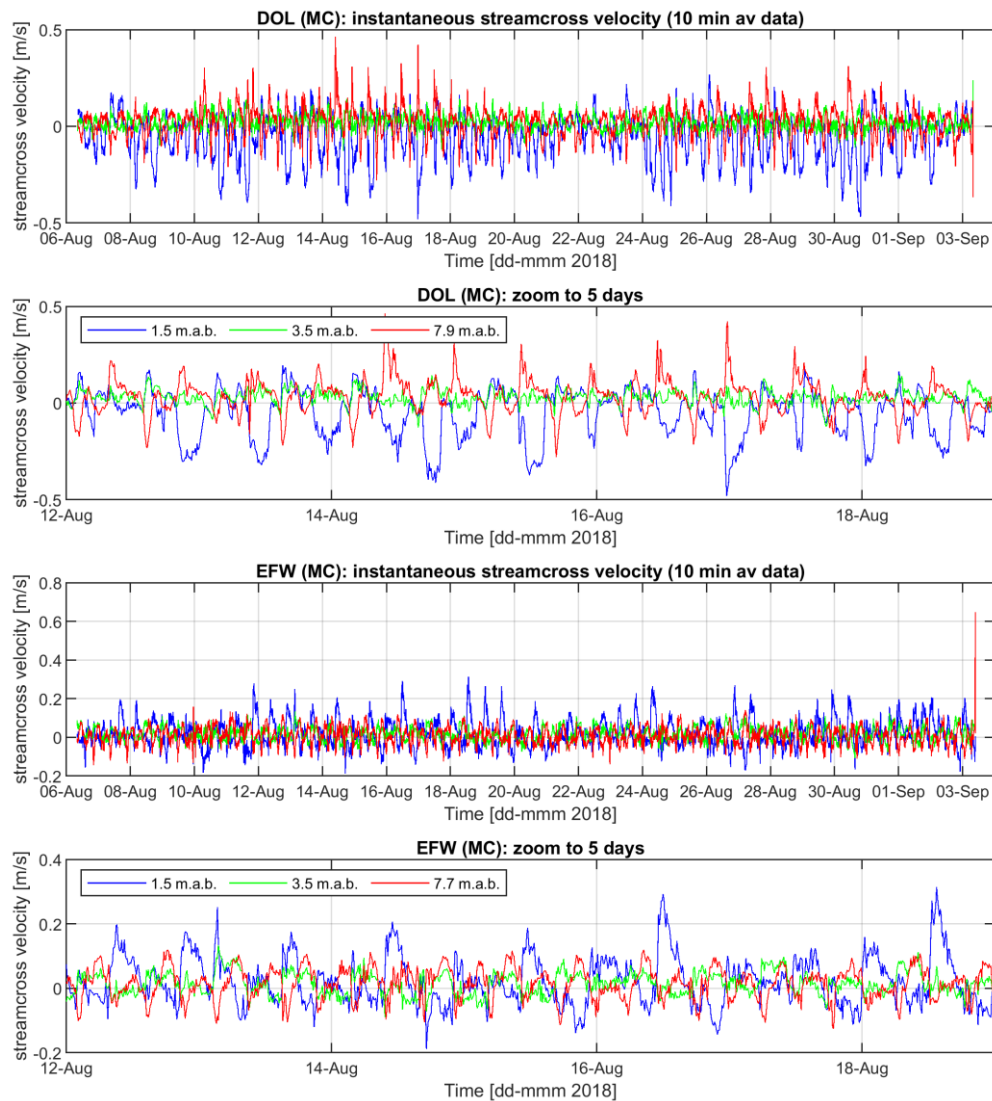 DOL (MC): instantaneous streamcross velocity (10 min av data)
streamcross velocity [m/s]
0.5
0
-0.5
06-Aug 08-Aug 10-Aug 12-Aug 14-Aug 16-Aug 18-Aug 20-Aug 22-Aug 24-Aug 26-Aug 28-Aug 30-Aug 01-Sep 03-Sep
Time [dd-mmm 2018]
DOL (MC): zoom to 5 days
streamcross velocity [m/s]
0.5
0
-0.5
1.5 m.a.b. 3.5 m.a.b. 7.9 m.a.b.
12-Aug 14-Aug 16-Aug 18-Aug
Time [dd-mmm 2018]
EFW (MC): instantaneous streamcross velocity (10 min av data)
streamcross velocity [m/s]
0.8
0.6
0.4
0.2
0
-0.2
06-Aug 08-Aug 10-Aug 12-Aug 14-Aug 16-Aug 18-Aug 20-Aug 22-Aug 24-Aug 26-Aug 28-Aug 30-Aug 01-Sep 03-Sep
Time [dd-mmm 2018]
EFW (MC): zoom to 5 days
streamcross velocity [m/s]
0.4
0.2
0
-0.2
1.5 m.a.b. 3.5 m.a.b. 7.7 m.a.b.
12-Aug 14-Aug 16-Aug 18-Aug
Time [dd-mmm 2018]